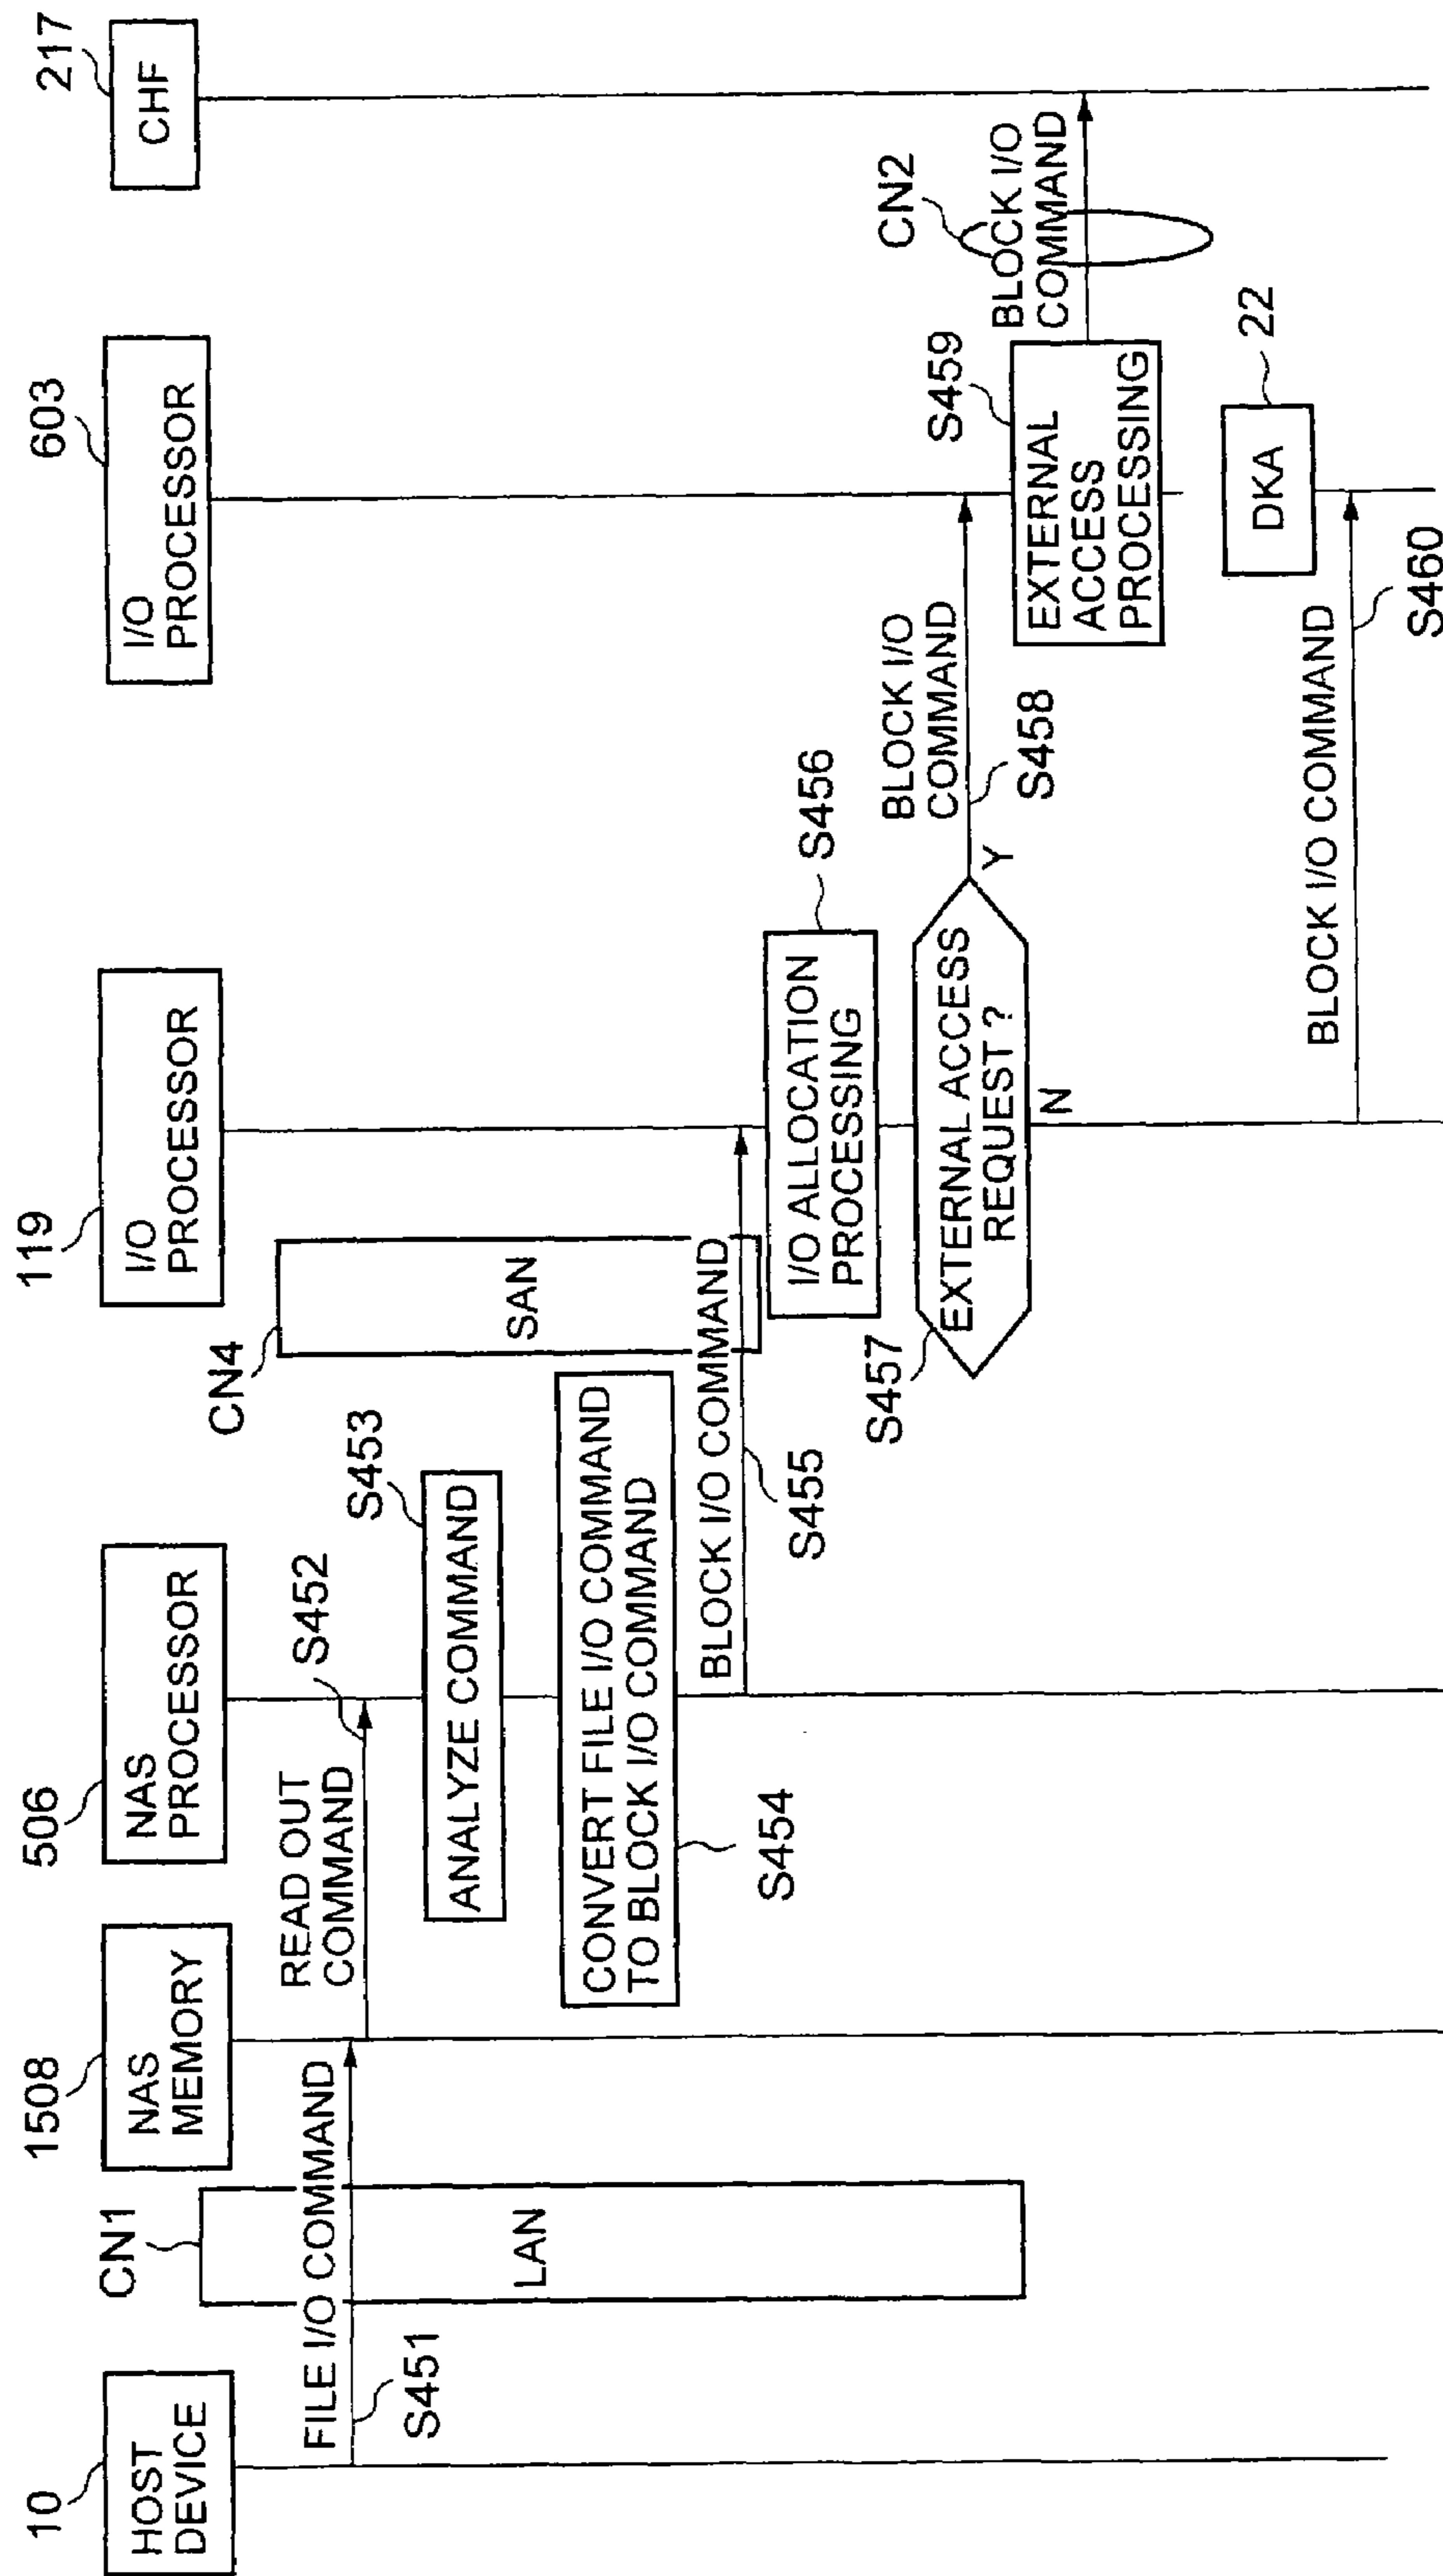 10
HOST
DEVICE
CN1
LAN
FILE I/O COMMAND
S451
1508
NAS
MEMORY
READ OUT
COMMAND
S452
506
NAS
PROCESSOR
ANALYZE COMMAND
S453
CONVERT FILE I/O COMMAND
TO BLOCK I/O COMMAND
S454
BLOCK I/O COMMAND
S455
CN4
SAN
119
I/O
PROCESSOR
I/O ALLOCATION
PROCESSING
S456
EXTERNAL ACCESS
REQUEST ?
S457
Y
N
BLOCK I/O
COMMAND
S458
603
I/O
PROCESSOR
EXTERNAL
ACCESS
PROCESSING
S459
CN2
BLOCK I/O
COMMAND
217
CHF
22
DKA
BLOCK I/O COMMAND
S460